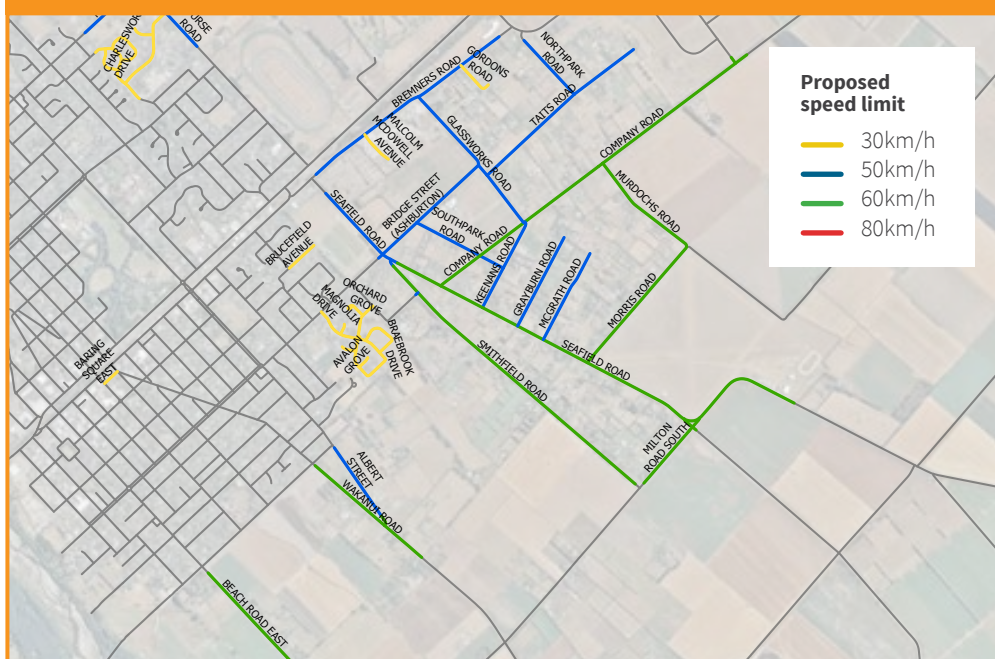 CHARLESWOR
DRIVE
URSE
ROAD
NORTHPARK
ROAD
GORDONS
ROAD
BREMNERS ROAD
TAITS ROAD
COMPANY ROAD
MALCOLM
MCDOWELL
AVENUE
GLASSWORKS ROAD
MURDOCHS ROAD
SEAFIELD ROAD
BRIDGE STREET
(ASHBURTON)
SOUTHPARK
ROAD
COMPANY ROAD
KEENANS ROAD
GRAYBURN ROAD
MCGRATH ROAD
MORRIS ROAD
BRUCEFIELD
AVENUE
ORCHARD
GROVE
MAGNOLIA
DRIVE
BRAEBROOK
DRIVE
AVALON
GROVE
SMITHFIELD ROAD
SEAFIELD ROAD
BARING
SQUARE
EAST
MILTON
ROAD SOUTH
ALBERT
STREET
WAKANUI ROAD
BEACH ROAD EAST
Proposed
speed limit
30km/h
50km/h
60km/h
80km/h